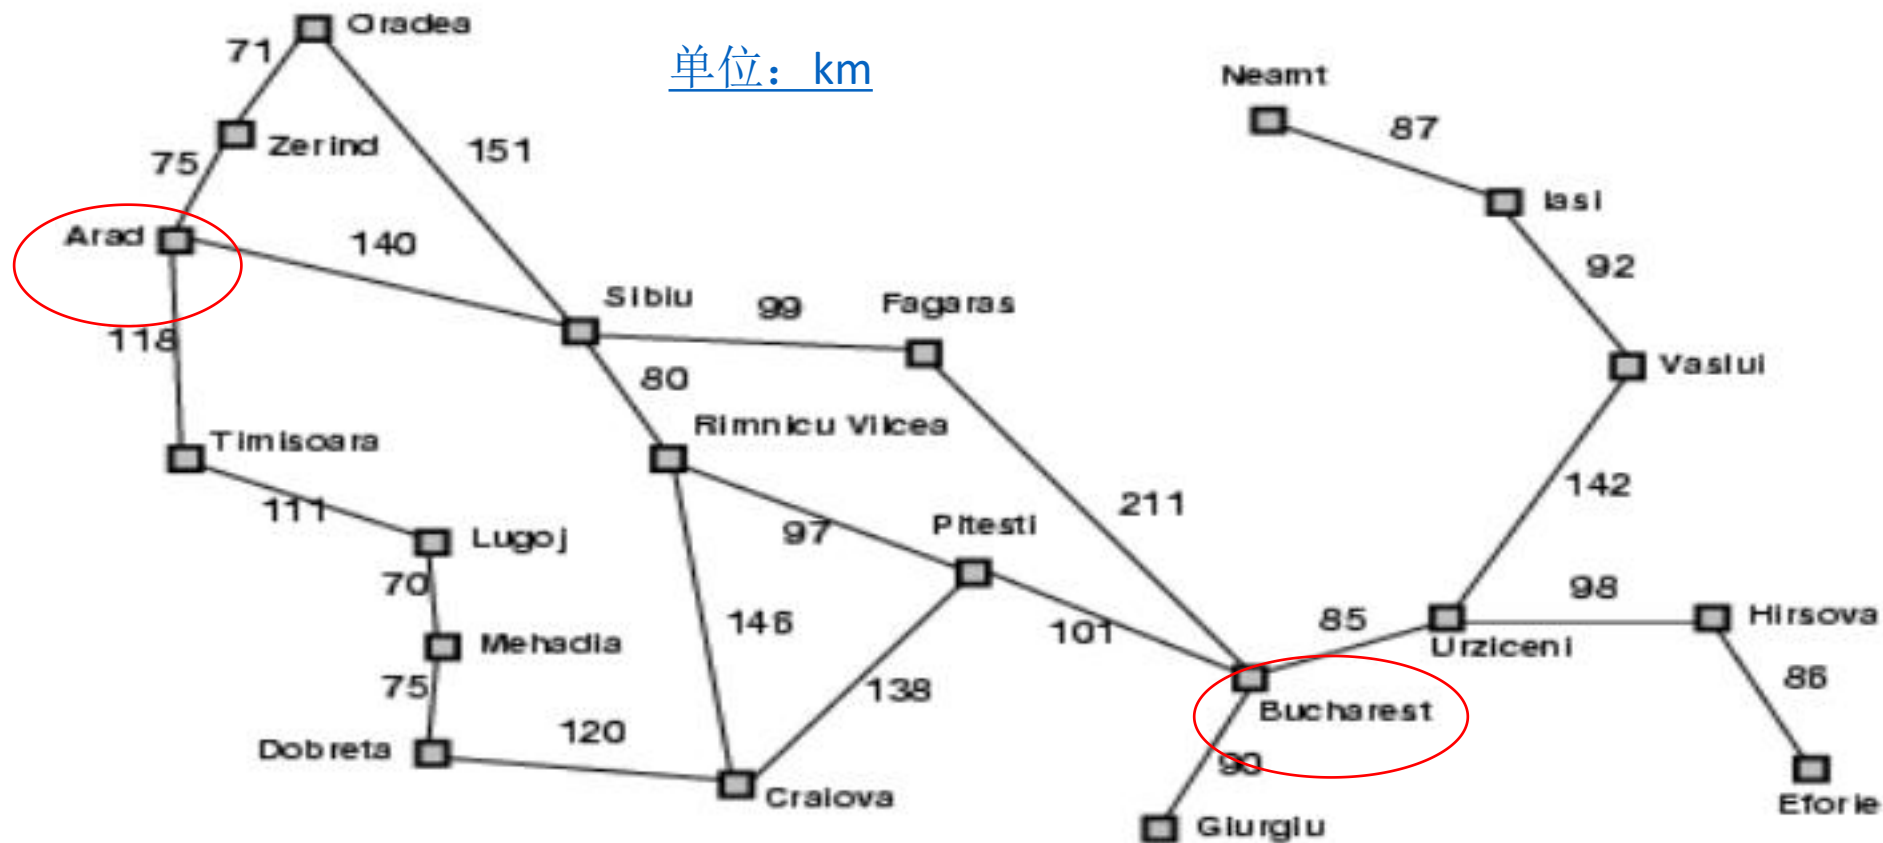 Oradea
71
单位：km
Neamt
87
Zerind
151
75
Iasi
Arad
140
92
Sibiu
99
Fagaras
118
80
Vaslui
Rimnicu Vilcea
Timisoara
142
111
211
97
Pitesti
Lugoj
70
98
146
85
Hirsova
101
Mehadia
Urziceni
75
138
86
Bucharest
120
Dobreta
90
Craiova
Eforie
Giurgiu